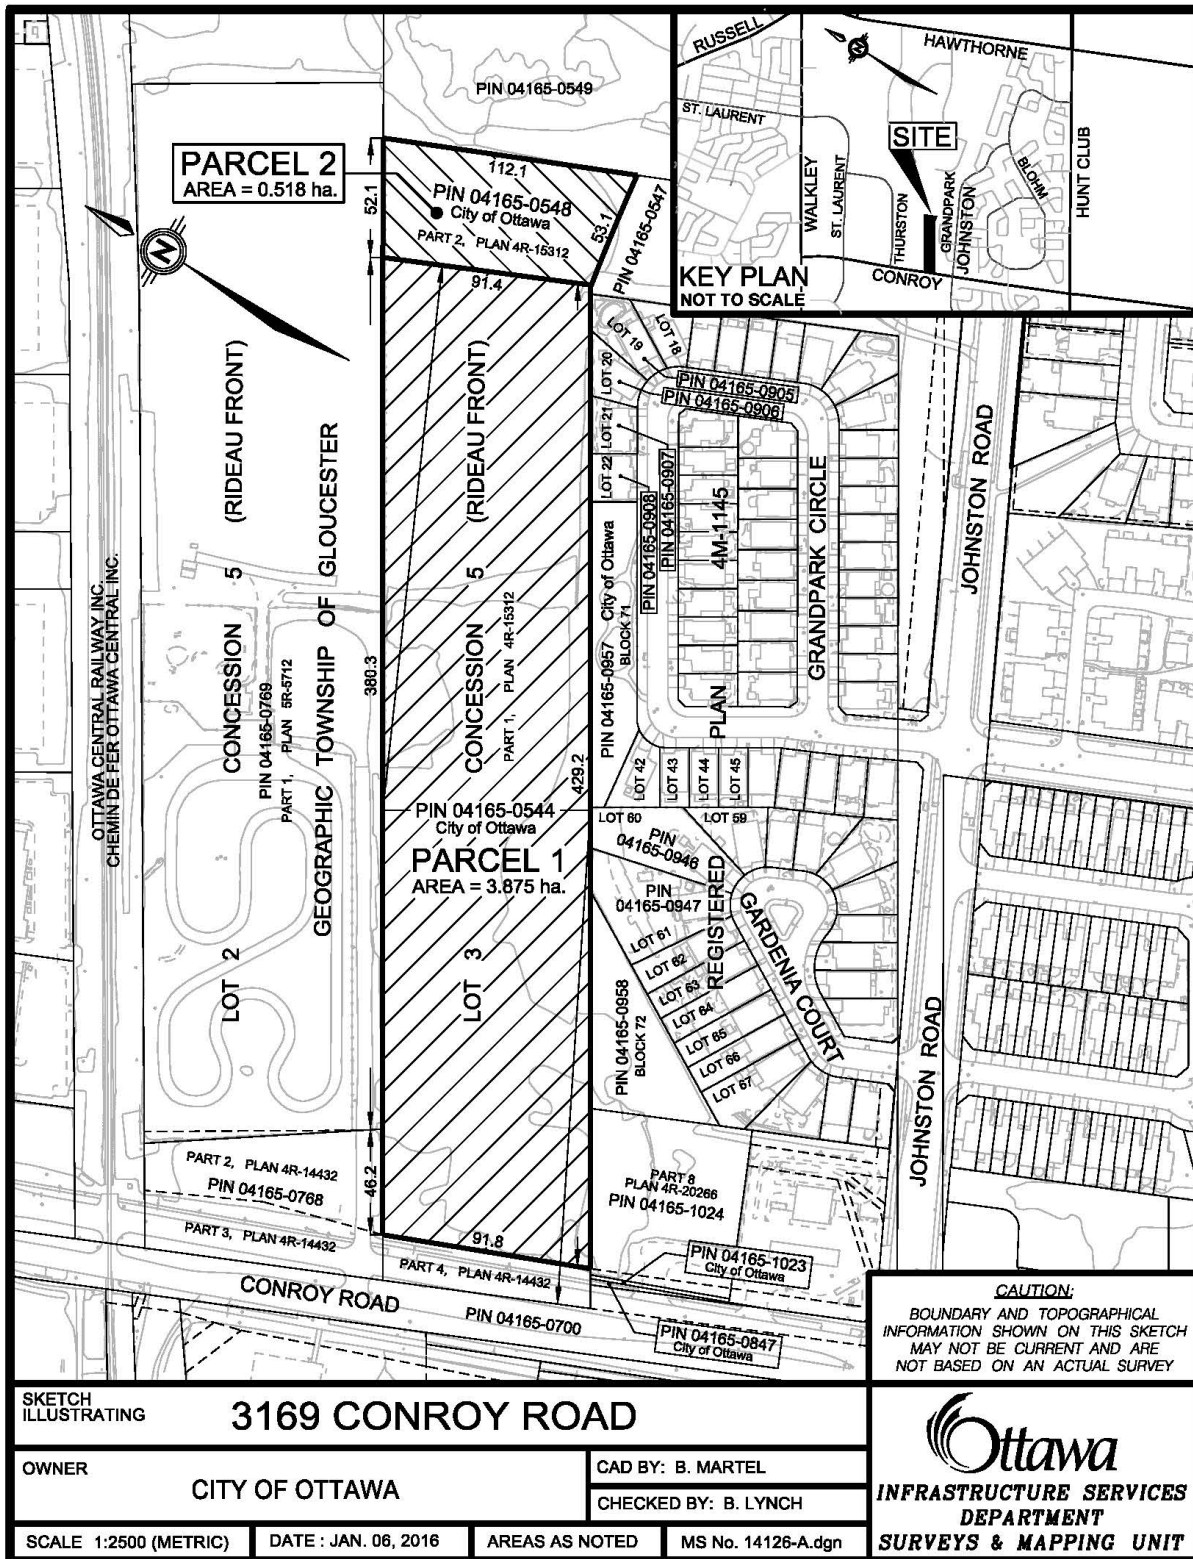 PIN 04165-0549
PARCEL 2
AREA = 0.518 ha.
112.1
52.1
PIN 04165-0548
City of Ottawa
PART 2, PLAN 4R-15312
53.1
PIN 04165-0547
91.4
N
RUSSELL
HAWTHORNE
ST. LAURENT
SITE
WALKLEY
ST. LAURENT
THURSTON
GRANDPARK
JOHNSTON
BLOHM
HUNT CLUB
CONROY
KEY PLAN
NOT TO SCALE
OTTAWA CENTRAL RAILWAY INC.
CHEMIN DE FER OTTAWA CENTRAL INC.
LOT 2 CONCESSION 5 (RIDEAU FRONT)
PIN 04165-0769
PART 1, PLAN 5R-5712
GEOGRAPHIC TOWNSHIP OF GLOUCESTER
380.3
LOT 3 CONCESSION 5 (RIDEAU FRONT)
PART 1, PLAN 4R-15312
429.2
PIN 04165-0544
City of Ottawa
PARCEL 1
AREA = 3.875 ha.
46.2
91.8
LOT 18
LOT 19
LOT 20
LOT 21
LOT 22
PIN 04165-0905
PIN 04165-0906
PIN 04165-0907
PIN 04165-0908
PIN 04165-0957 City of Ottawa
BLOCK 71
REGISTERED PLAN 4M-1145
GRANDPARK CIRCLE
JOHNSTON ROAD
JOHNSTON ROAD
LOT 42
LOT 43
LOT 44
LOT 45
LOT 60
LOT 59
PIN
04165-0946
PIN
04165-0947
GARDENIA COURT
LOT 61
LOT 62
LOT 63
LOT 64
LOT 65
LOT 66
LOT 67
PIN 04165-0958
BLOCK 72
PART 2, PLAN 4R-14432
PIN 04165-0768
PART 3, PLAN 4R-14432
PART 4, PLAN 4R-14432
CONROY ROAD
PIN 04165-0700
PART 8
PLAN 4R-20266
PIN 04165-1024
PIN 04165-1023
City of Ottawa
PIN 04165-0847
City of Ottawa
CAUTION:
BOUNDARY AND TOPOGRAPHICAL
INFORMATION SHOWN ON THIS SKETCH
MAY NOT BE CURRENT AND ARE
NOT BASED ON AN ACTUAL SURVEY
SKETCH
ILLUSTRATING
3169 CONROY ROAD
OWNER
CITY OF OTTAWA
CAD BY: B. MARTEL
CHECKED BY: B. LYNCH
SCALE 1:2500 (METRIC)
DATE : JAN. 06, 2016
AREAS AS NOTED
MS No. 14126-A.dgn
Ottawa
INFRASTRUCTURE SERVICES
DEPARTMENT
SURVEYS & MAPPING UNIT